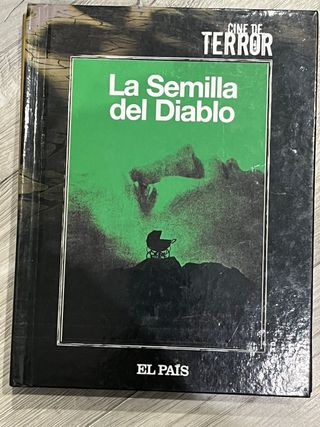 CINE DE
TERROR
La Semilla
del Diablo
EL PAÍS